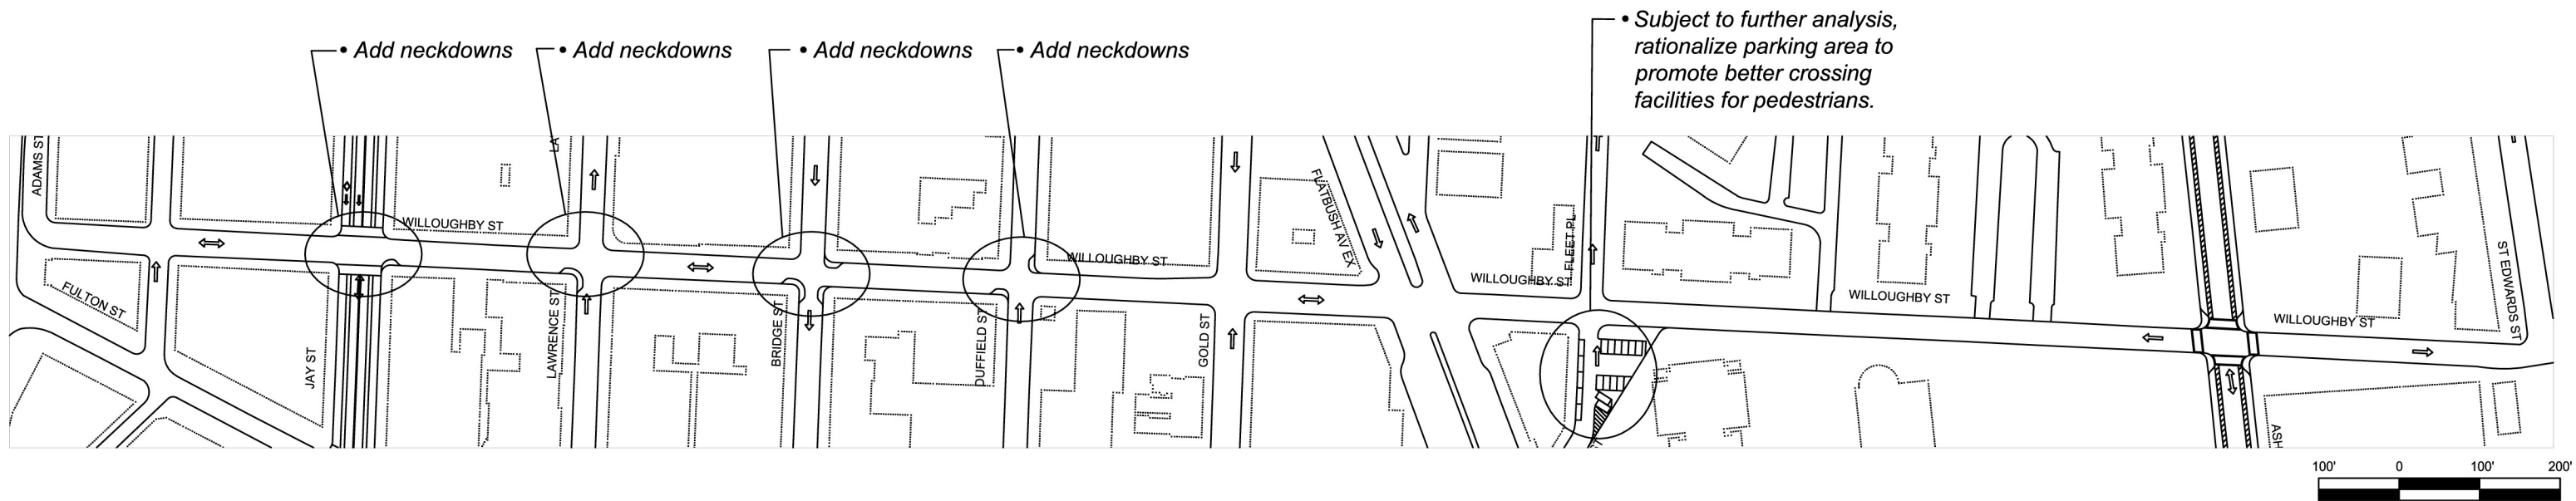 • Subject to further analysis,
rationalize parking area to
promote better crossing
facilities for pedestrians.
• Add neckdowns
• Add neckdowns
• Add neckdowns
• Add neckdowns
ADAMS ST
LA
WILLOUGHBY ST
FLATBUSH AV EX
FLEET PL
WILLOUGHBY ST
WILLOUGHBY ST
WILLOUGHBY ST
WILLOUGHBY ST
ST EDWARDS ST
FULTON ST
JAY ST
LAWRENCE ST
BRIDGE ST
DUFFIELD ST
GOLD ST
ASH
100' 0 100' 200'